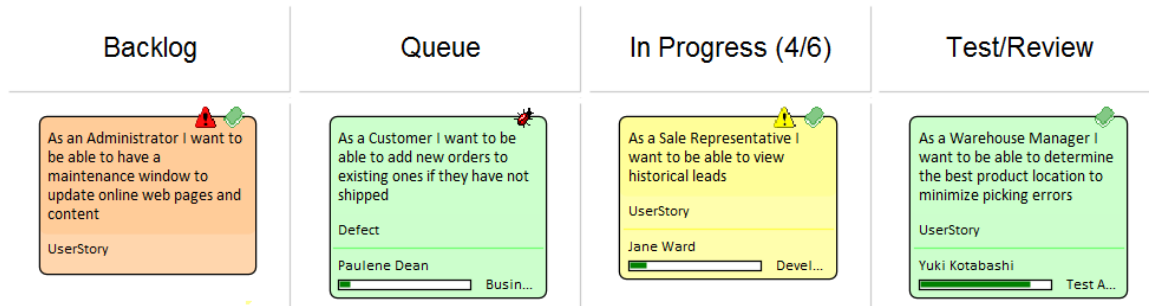 Backlog
Queue
In Progress (4/6)
Test/Review
As an Administrator I want to
be able to have a
maintenance window to
update online web pages and
content
UserStory
As a Customer I want to be
able to add new orders to
existing ones if they have not
shipped
Defect
Paulene Dean
Busin...
As a Sale Representative I
want to be able to view
historical leads
UserStory
Jane Ward
Devel...
As a Warehouse Manager I
want to be able to determine
the best product location to
minimize picking errors
UserStory
Yuki Kotabashi
Test A...